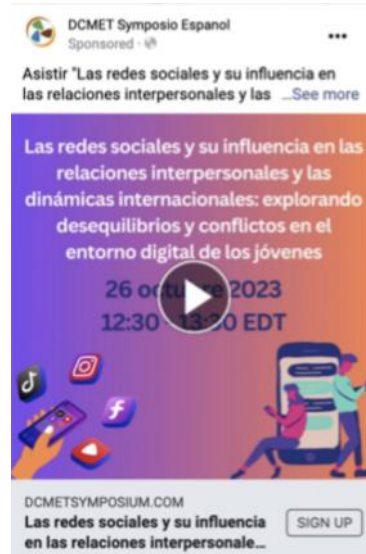 DCMET Symposio Espanol
Sponsored ·
Asistir "Las redes sociales y su influencia en
las relaciones interpersonales y las ...See more
Las redes sociales y su influencia en las
relaciones interpersonales y las
dinámicas internacionales: explorando
desequilibrios y conflictos en el
entorno digital de los jóvenes
26 octubre 2023
12:30 - 13:30 EDT
DCMETSYMPOSIUM.COM
Las redes sociales y su influencia
en las relaciones interpersonale...
SIGN UP